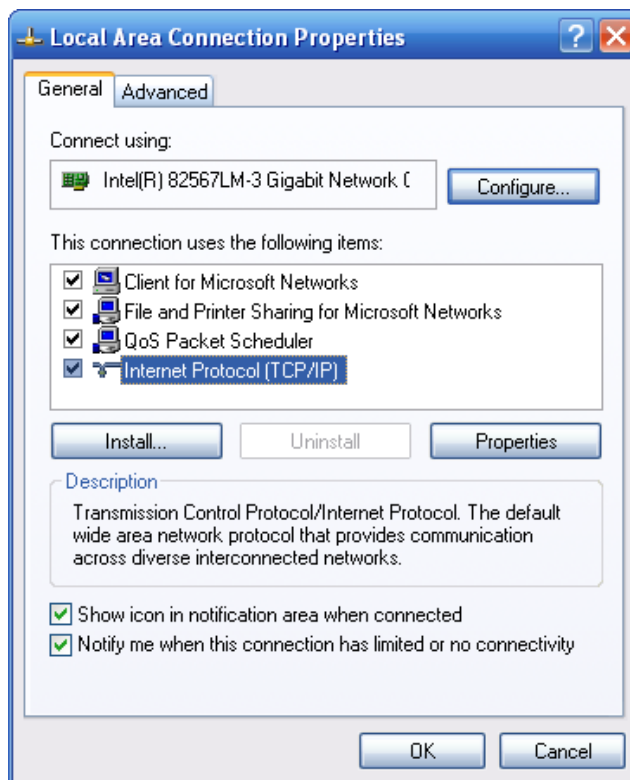 Local Area Connection Properties
General
Advanced
Connect using:
Intel(R) 82567LM-3 Gigabit Network C
Configure...
This connection uses the following items:
Client for Microsoft Networks
File and Printer Sharing for Microsoft Networks
QoS Packet Scheduler
Internet Protocol (TCP/IP)
Install...
Uninstall
Properties
Description
Transmission Control Protocol/Internet Protocol. The default
wide area network protocol that provides communication
across diverse interconnected networks.
Show icon in notification area when connected
Notify me when this connection has limited or no connectivity
OK
Cancel